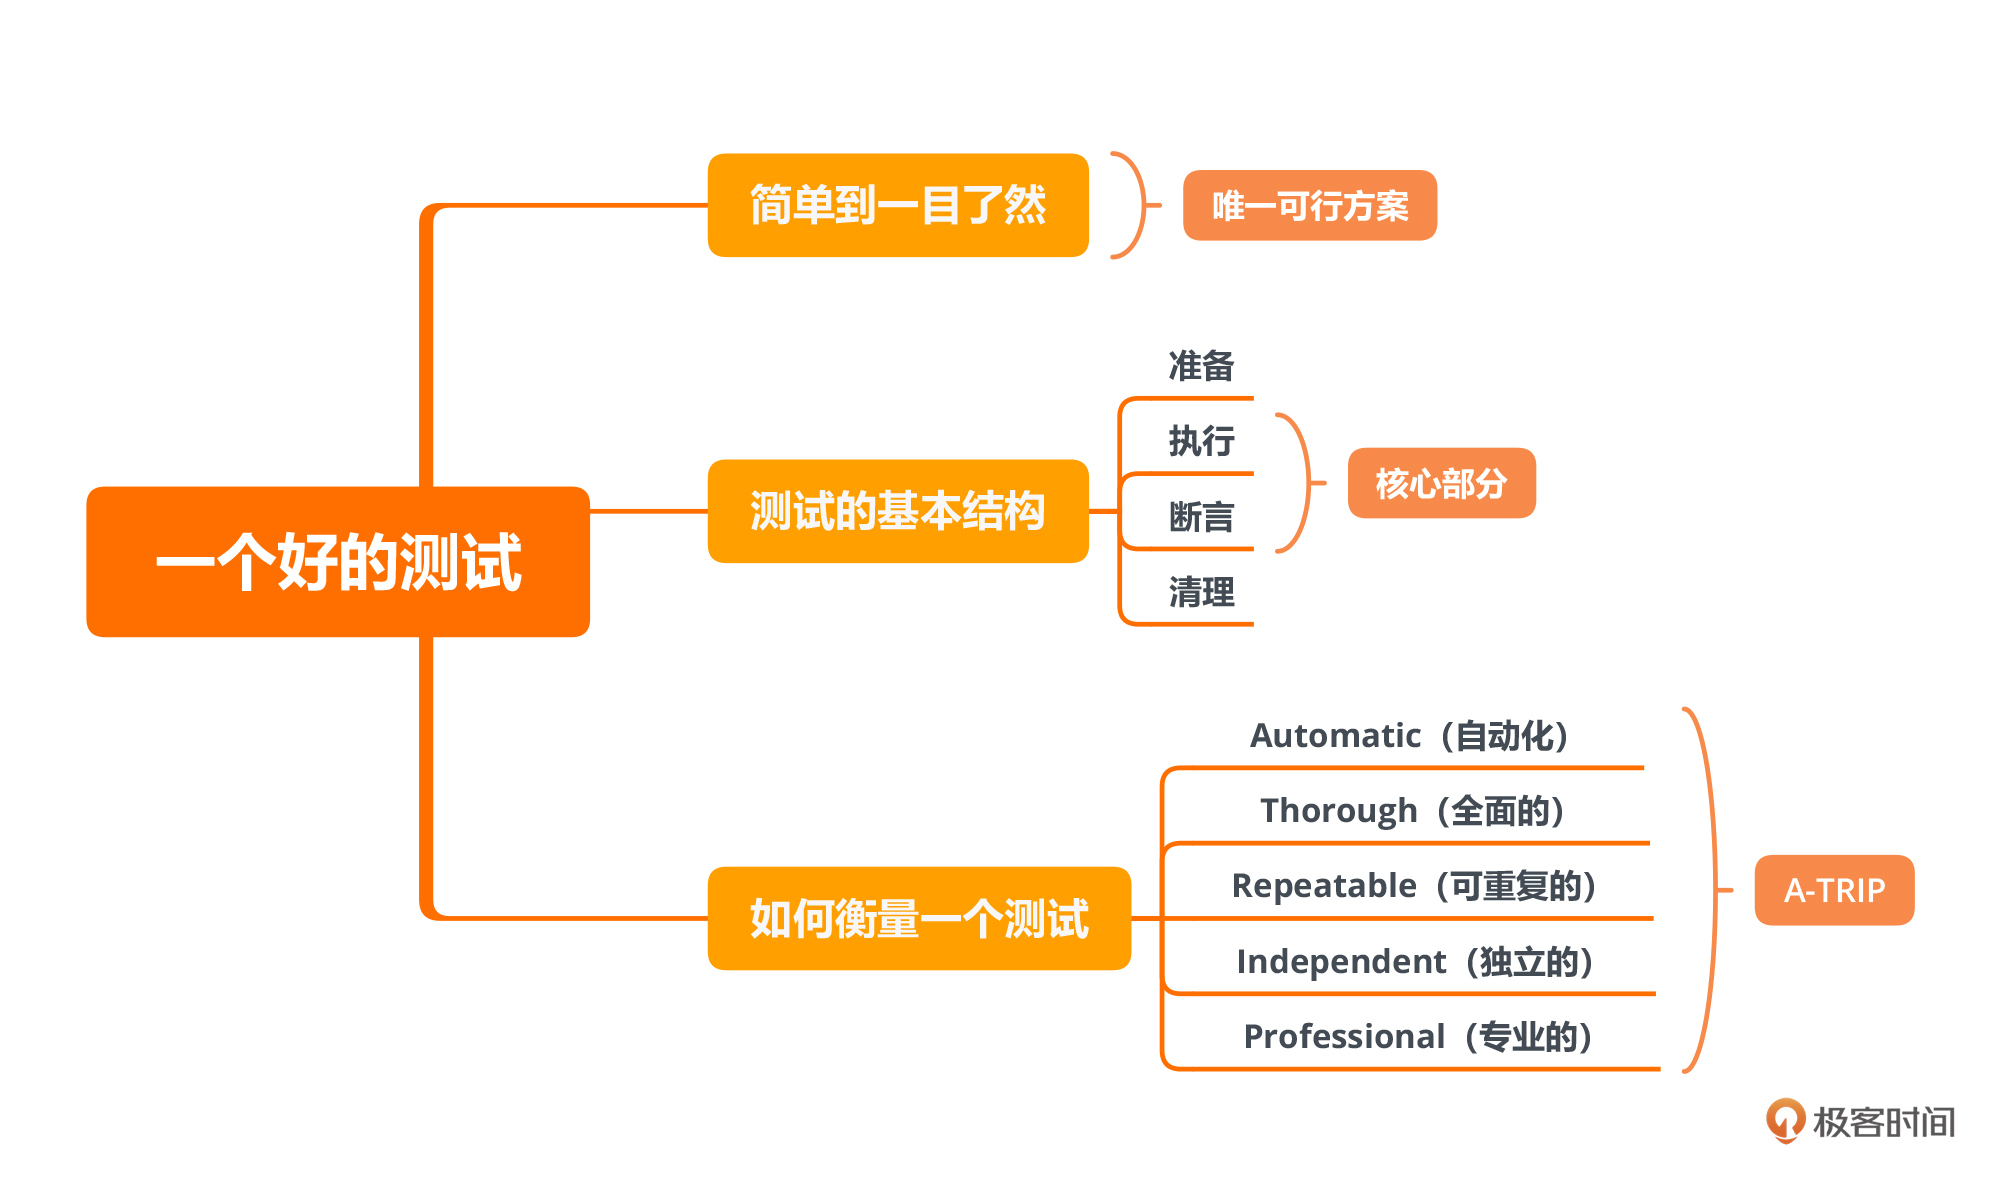 一个好的测试
简单到一目了然
唯一可行方案
测试的基本结构
准备
执行
断言
清理
核心部分
如何衡量一个测试
Automatic（自动化）
Thorough（全面的）
Repeatable（可重复的）
Independent（独立的）
Professional（专业的）
A-TRIP
极客时间